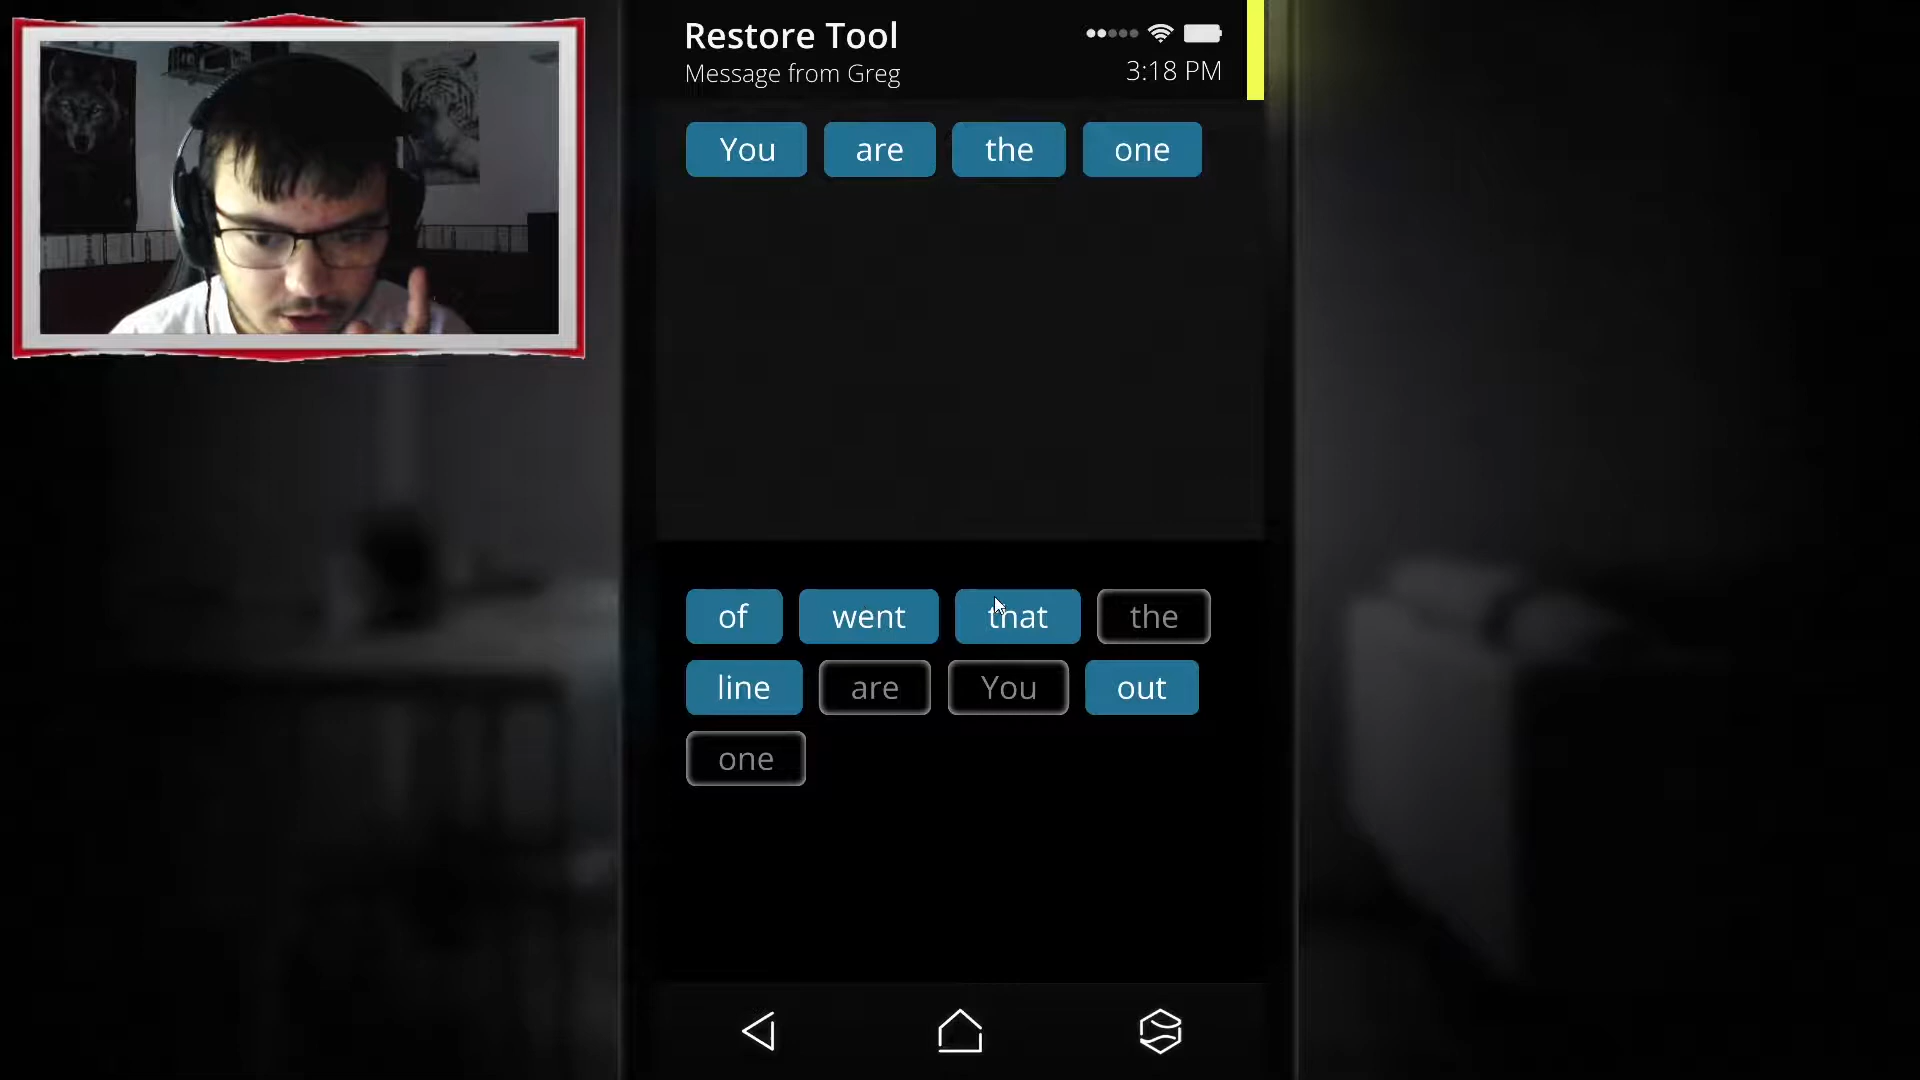 Restore Tool
Message from Greg
3:18 PM
You are the one
of went that the
line are You out
one